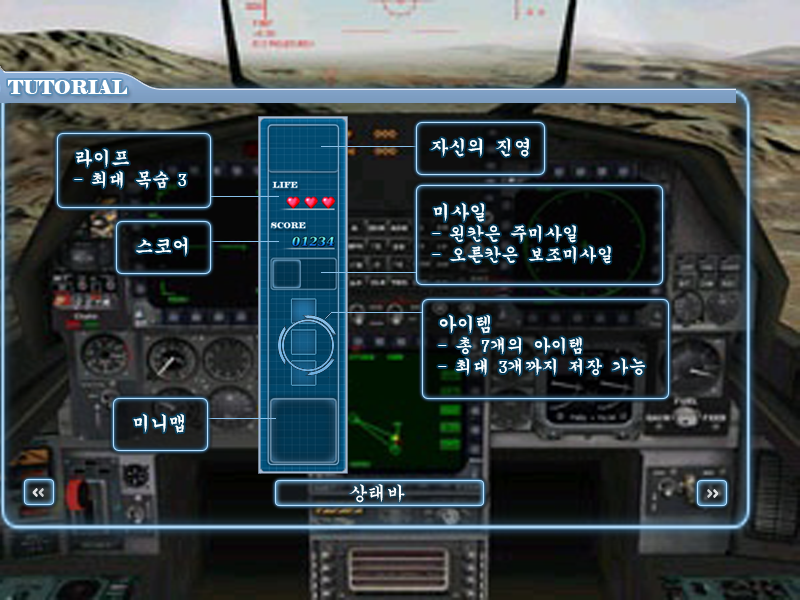 TUTORIAL
라이프
- 최대 목숨 3
스코어
미니맵
LIFE
SCORE
01234
자신의 진영
미사일
- 왼칸은 주미사일
- 오른칸은 보조미사일
아이템
- 총 7개의 아이템
- 최대 3개까지 저장 가능
«
상태바
»